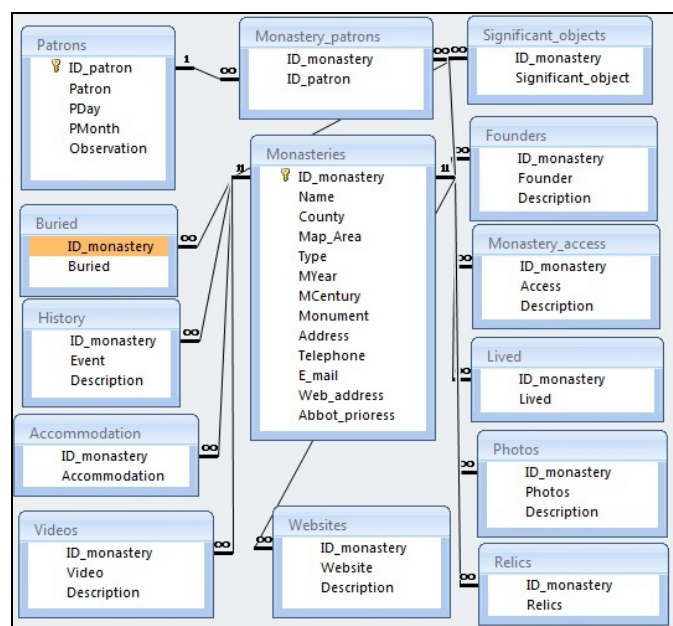 Patrons
ID_patron
Patron
PDay
PMonth
Observation
1
∞
Monastery_patrons
ID_monastery
ID_patron
∞
∞
Significant_objects
ID_monastery
Significant_object
Monasteries
ID_monastery
Name
County
Map_Area
Type
MYear
MCentury
Monument
Address
Telephone
E_mail
Web_address
Abbot_prioress
∞
Founders
ID_monastery
Founder
Description
Buried
ID_monastery
Buried
∞
∞
Monastery_access
ID_monastery
Access
Description
History
ID_monastery
Event
Description
∞
∞
Lived
ID_monastery
Lived
Accommodation
ID_monastery
Accommodation
∞
∞
Photos
ID_monastery
Photos
Description
Videos
ID_monastery
Video
Description
∞
∞
Websites
ID_monastery
Website
Description
∞
Relics
ID_monastery
Relics